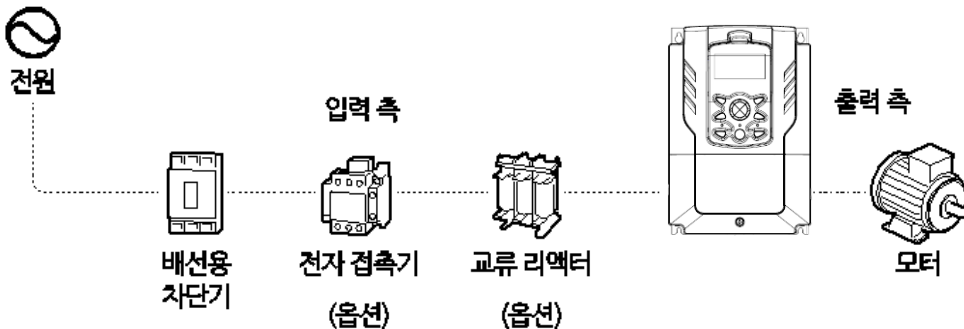 전원
입력 측
출력 측
배선용
차단기
전자 접촉기
(옵션)
교류 리액터
(옵션)
모터